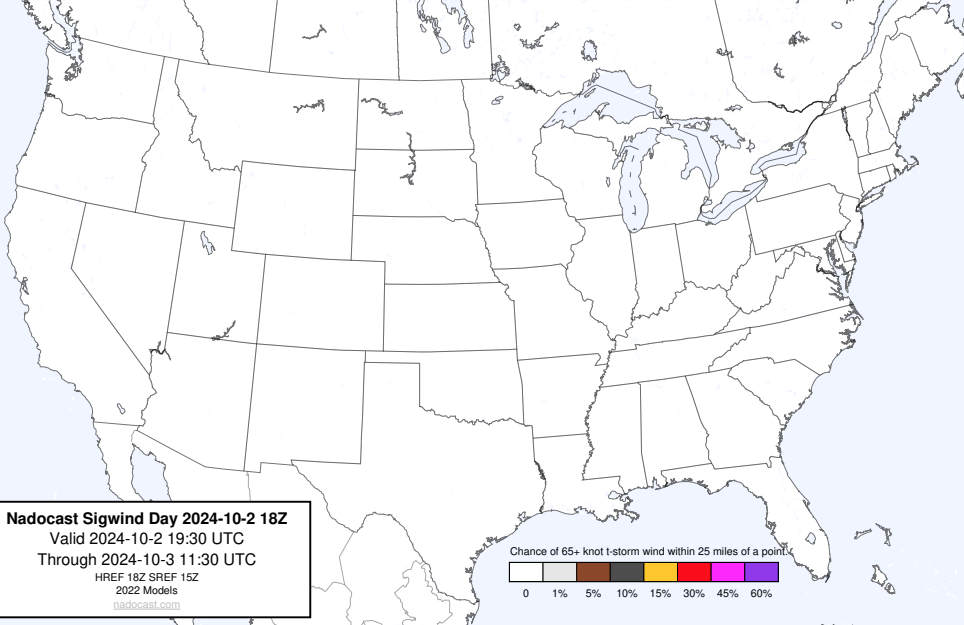 Nadocast Sigwind Day 2024-10-2 18Z
Valid 2024-10-2 19:30 UTC
Through 2024-10-3 11:30 UTC
HREF 18Z SREF 15Z
2022 Models
nadocast.com
Chance of 65+ knot t-storm wind within 25 miles of a point.
0 1% 5% 10% 15% 30% 45% 60%